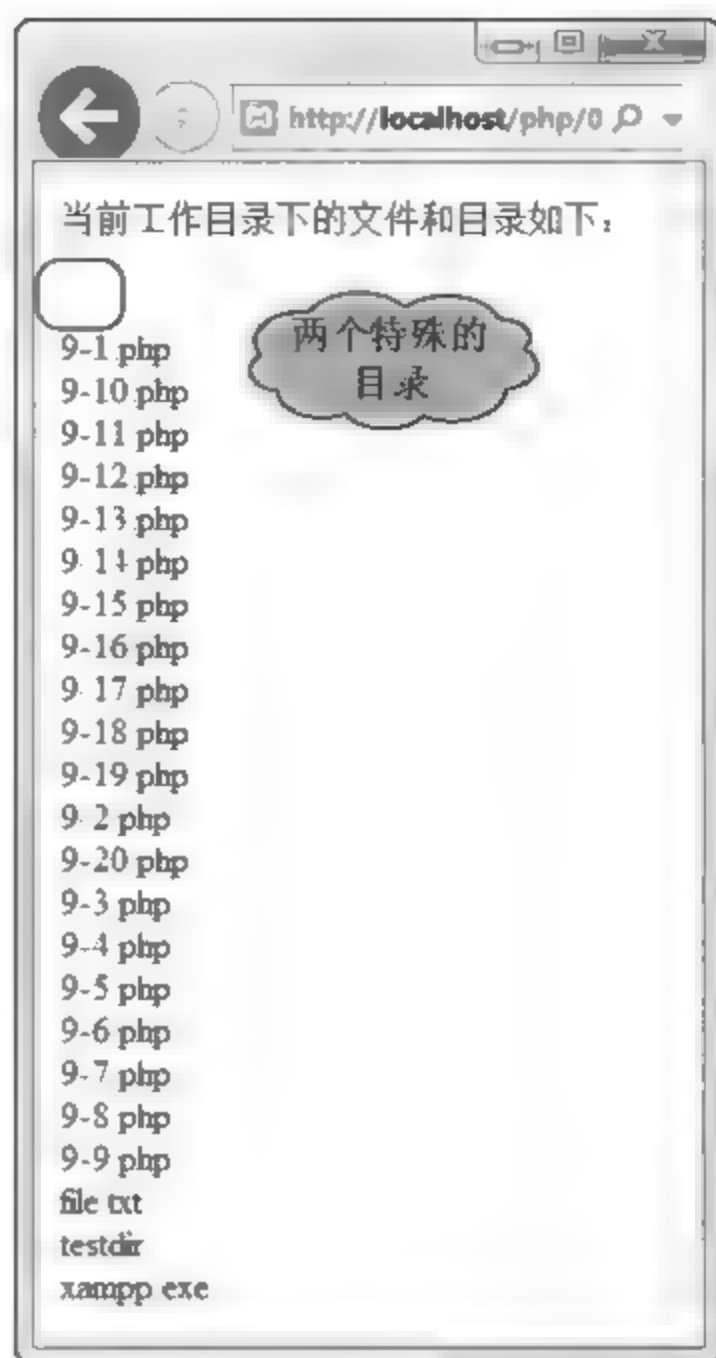 http://localhost/php/0
当前工作目录下的文件和目录如下：
两个特殊的
目录
9-1 php
9-10 php
9-11 php
9-12 php
9-13 php
9-14 php
9-15 php
9-16 php
9-17 php
9-18 php
9-19 php
9-2 php
9-20 php
9-3 php
9-4 php
9-5 php
9-6 php
9-7 php
9-8 php
9-9 php
file txt
testdir
xampp exe